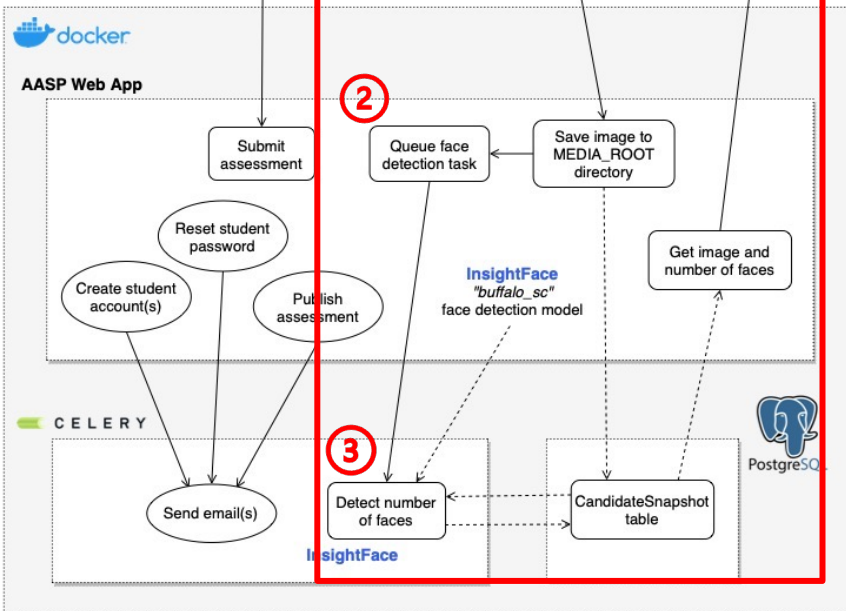 docker
AASP Web App
2
Submit
assessment
Queue face
detection task
Save image to
MEDIA_ROOT
directory
Reset student
password
Get image and
number of faces
Create student
account(s)
Publish
assessment
InsightFace
"buffalo_sc"
face detection model
CELERY
3
PostgreSQL
Send email(s)
Detect number
of faces
CandidateSnapshot
table
InsightFace